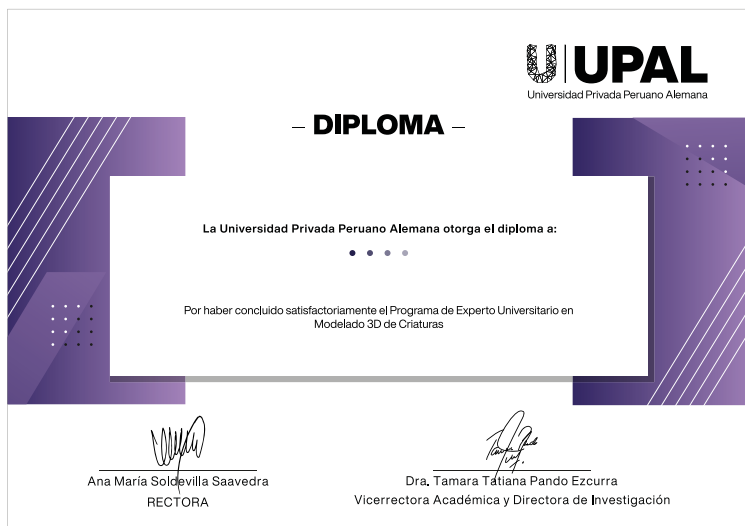 UPAL
Universidad Privada Peruano Alemana
– DIPLOMA –
La Universidad Privada Peruano Alemana otorga el diploma a:
Por haber concluido satisfactoriamente el Programa de Experto Universitario en
Modelado 3D de Criaturas
Ana María Soldevilla Saavedra
RECTORA
Dra. Tamara Tatiana Pando Ezcurra
Vicerrectora Académica y Directora de Investigación